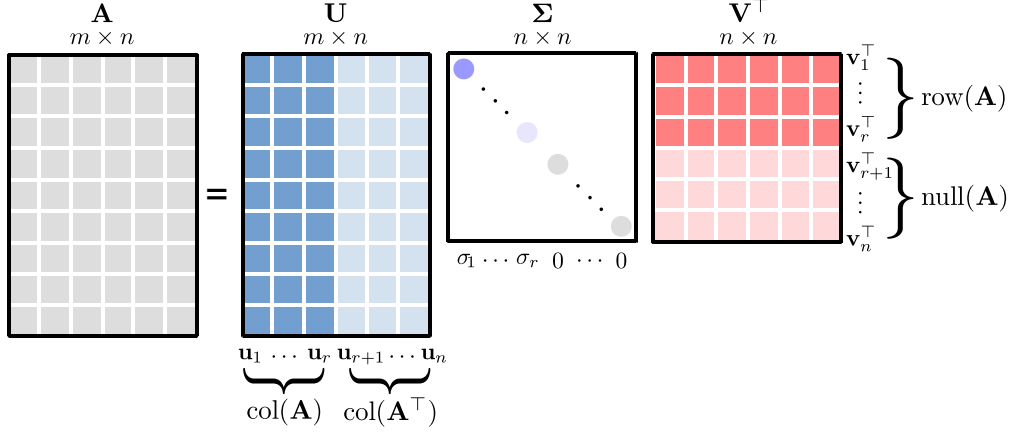 A U Σ V⊤
m × n m × n n × n n × n
v₁⊤
⋮
vᵣ⊤
row(A)
=
vᵣ₊₁⊤
⋮
vₙ⊤
null(A)
σ₁ ⋯ σᵣ 0 ⋯ 0
u₁ … uᵣ uᵣ₊₁ ⋯ uₙ
col(A) col(A⊤)